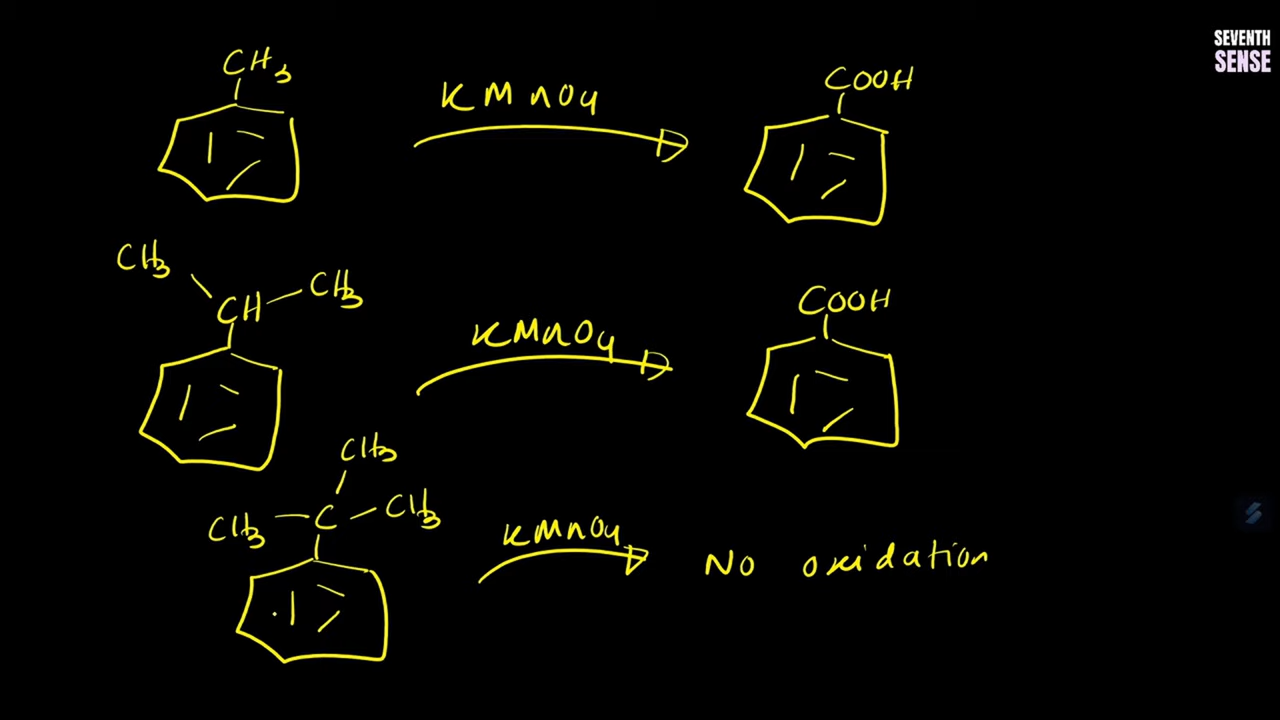 SEVENTH
SENSE
CH3
KMnO4
COOH
CH3
CH
CH3
KMnO4
COOH
CH3
CH3
C
CH3
KMnO4
No oxidation